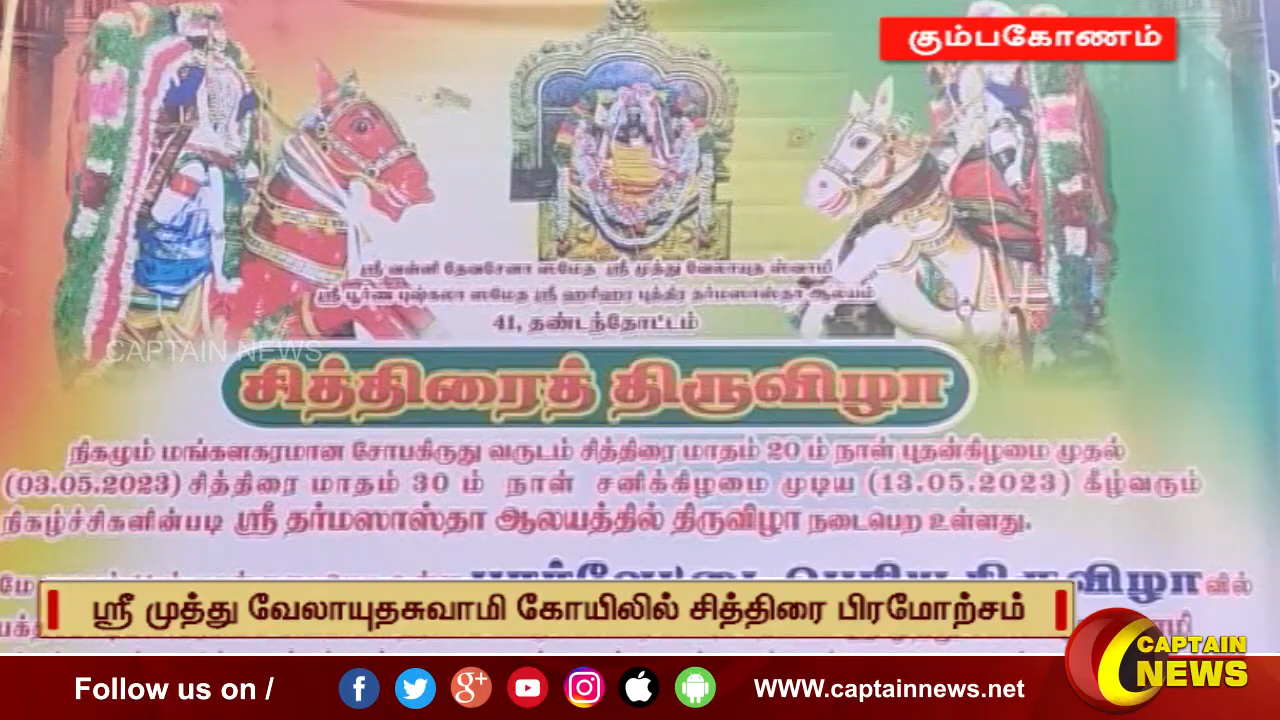 கும்பகோணம்
ஸ்ரீ வள்ளி தேவசேனா ஸமேத ஸ்ரீ முத்து வேலாயுத ஸ்வாமி
ஸ்ரீ பூர்ண புஷ்கலா ஸமேத ஸ்ரீ ஹரிஹர புத்திர தர்மஸாஸ்தா ஆலயம்
41, தண்டந்தோட்டம்
CAPTAIN NEWS
சித்திரைத் திருவிழா
நிகழும் மங்களகரமான சோபகிருது வருடம் சித்திரை மாதம் 20 ம் நாள் புதன்கிழமை முதல்
(03.05.2023) சித்திரை மாதம் 30 ம் நாள் சனிக்கிழமை முடிய (13.05.2023) கீழ்வரும்
நிகழ்ச்சிகளின்படி ஸ்ரீ தர்மஸாஸ்தா ஆலயத்தில் திருவிழா நடைபெற உள்ளது.
ஸ்ரீ முத்து வேலாயுதசுவாமி கோயிலில் சித்திரை பிரமோற்சம்
Follow us on /
WWW.captainnews.net
CAPTAIN
NEWS